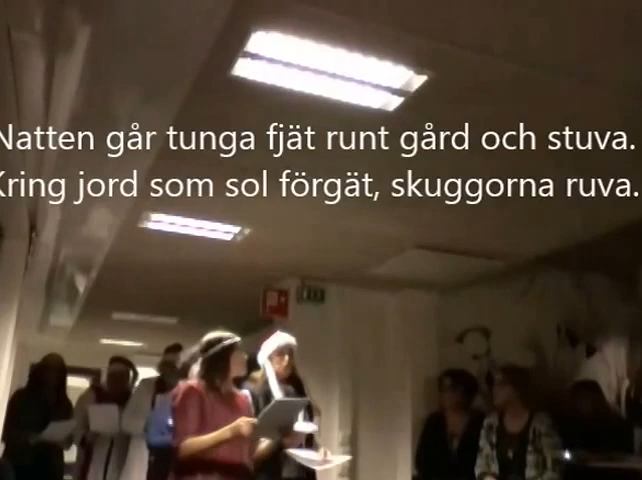 Natten går tunga fjät runt gård och stuva.
Kring jord som sol förgät, skuggorna ruva.